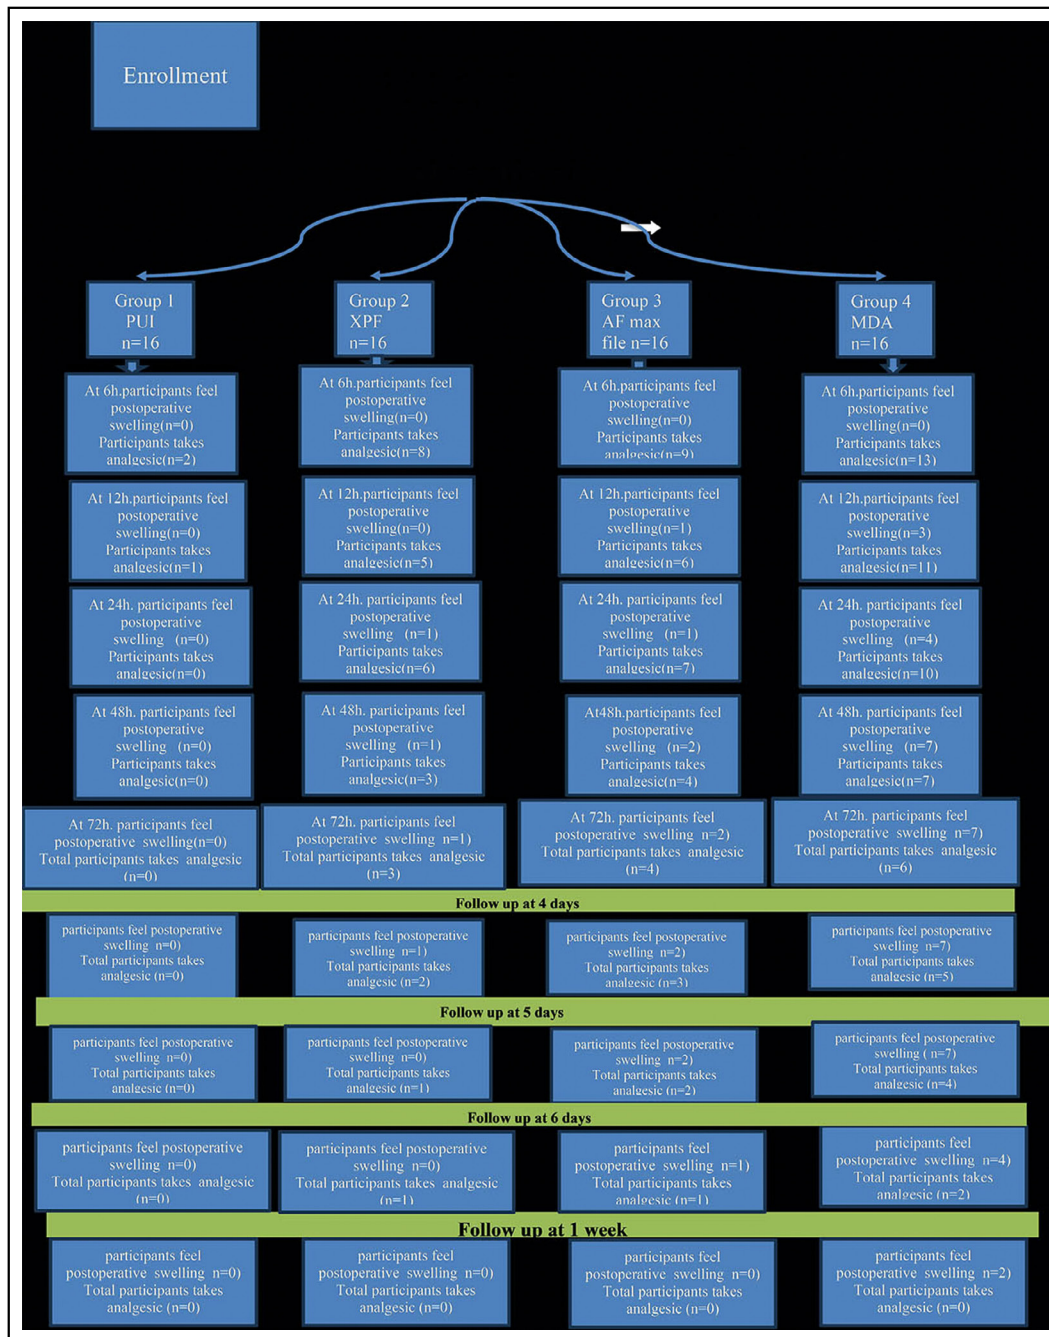 Enrollment
Group 1
PUI
n=16
Group 2
XPF
n=16
Group 3
AF max
file n=16
Group 4
MDA
n=16
At 6h.participants feel
postoperative
swelling(n=0)
Participants takes
analgesic(n=2)
At 6h.participants feel
postoperative
swelling(n=0)
Participants takes
analgesic(n=8)
At 6h.participants feel
postoperative
swelling(n=0)
Participants takes
analgesic(n=9)
At 6h.participants feel
postoperative
swelling(n=0)
Participants takes
analgesic(n=13)
At 12h.participants feel
postoperative
swelling(n=0)
Participants takes
analgesic(n=1)
At 12h.participants feel
postoperative
swelling(n=0)
Participants takes
analgesic(n=5)
At 12h.participants feel
postoperative
swelling(n=1)
Participants takes
analgesic(n=6)
At 12h.participants feel
postoperative
swelling(n=3)
Participants takes
analgesic(n=11)
At 24h. participants feel
postoperative
swelling (n=0)
Participants takes
analgesic(n=0)
At 24h. participants feel
postoperative
swelling (n=1)
Participants takes
analgesic(n=6)
At 24h. participants feel
postoperative
swelling (n=1)
Participants takes
analgesic(n=7)
At 24h. participants feel
postoperative
swelling (n=4)
Participants takes
analgesic(n=10)
At 48h. participants feel
postoperative
swelling (n=0)
Participants takes
analgesic(n=0)
At 48h. participants feel
postoperative
swelling (n=1)
Participants takes
analgesic(n=3)
At48h. participants feel
postoperative
swelling (n=2)
Participants takes
analgesic(n=4)
At 48h. participants feel
postoperative
swelling (n=7)
Participants takes
analgesic(n=7)
At 72h. participants feel
postoperative swelling(n=0)
Total participants takes analgesic
(n=0)
At 72h. participants feel
postoperative swelling n=1)
Total participants takes analgesic
(n=3)
At 72h. participants feel
postoperative swelling n=2)
Total participants takes analgesic
(n=4)
At 72h. participants feel
postoperative swelling n=7)
Total participants takes analgesic
(n=6)
Follow up at 4 days
participants feel postoperative
swelling n=0)
Total participants takes
analgesic (n=0)
participants feel postoperative
swelling n=1)
Total participants takes
analgesic (n=2)
participants feel postoperative
swelling n=2)
Total participants takes
analgesic (n=3)
participants feel postoperative
swelling n=7)
Total participants takes
analgesic (n=5)
Follow up at 5 days
participants feel postoperative
swelling n=0)
Total participants takes
analgesic (n=0)
participants feel postoperative
swelling n=0)
Total participants takes
analgesic (n=1)
participants feel postoperative
swelling n=2)
Total participants takes
analgesic (n=2)
participants feel postoperative
swelling ( n=7)
Total participants takes
analgesic (n=4)
Follow up at 6 days
participants feel postoperative
swelling n=0)
Total participants takes analgesic
(n=0)
participants feel postoperative
swelling n=0)
Total participants takes analgesic
(n=1)
participants feel
postoperative swelling n=1)
Total participants takes
analgesic (n=1)
participants feel
postoperative swelling n=4)
Total participants takes
analgesic (n=2)
Follow up at 1 week
participants feel
postoperative swelling n=0)
Total participants takes
analgesic (n=0)
participants feel
postoperative swelling n=0)
Total participants takes
analgesic (n=0)
participants feel
postoperative swelling n=0)
Total participants takes
analgesic (n=0)
participants feel
postoperative swelling n=2)
Total participants takes
analgesic (n=0)